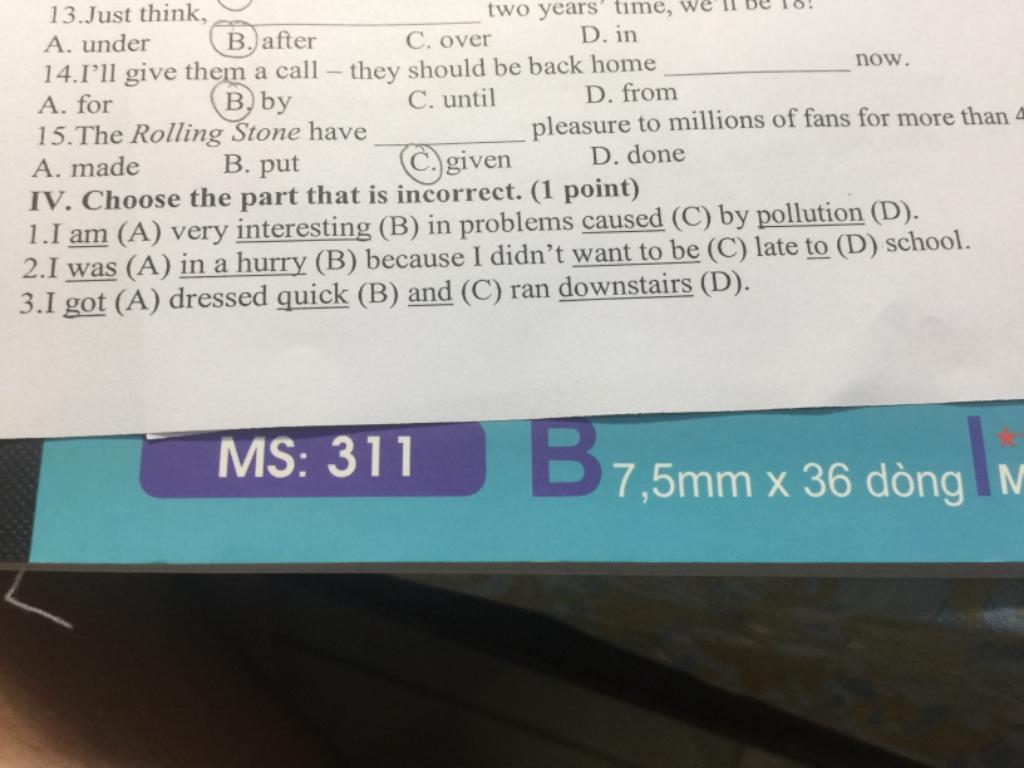 13.Just think, ____________ two years' time, we'll be 18!
A. under B. after C. over D. in
14.I'll give them a call – they should be back home ____________ now.
A. for B. by C. until D. from
15.The Rolling Stone have ____________ pleasure to millions of fans for more than 4
A. made B. put C. given D. done
IV. Choose the part that is incorrect. (1 point)
1.I am (A) very interesting (B) in problems caused (C) by pollution (D).
2.I was (A) in a hurry (B) because I didn't want to be (C) late to (D) school.
3.I got (A) dressed quick (B) and (C) ran downstairs (D).
MS: 311 B 7,5mm x 36 dòng M